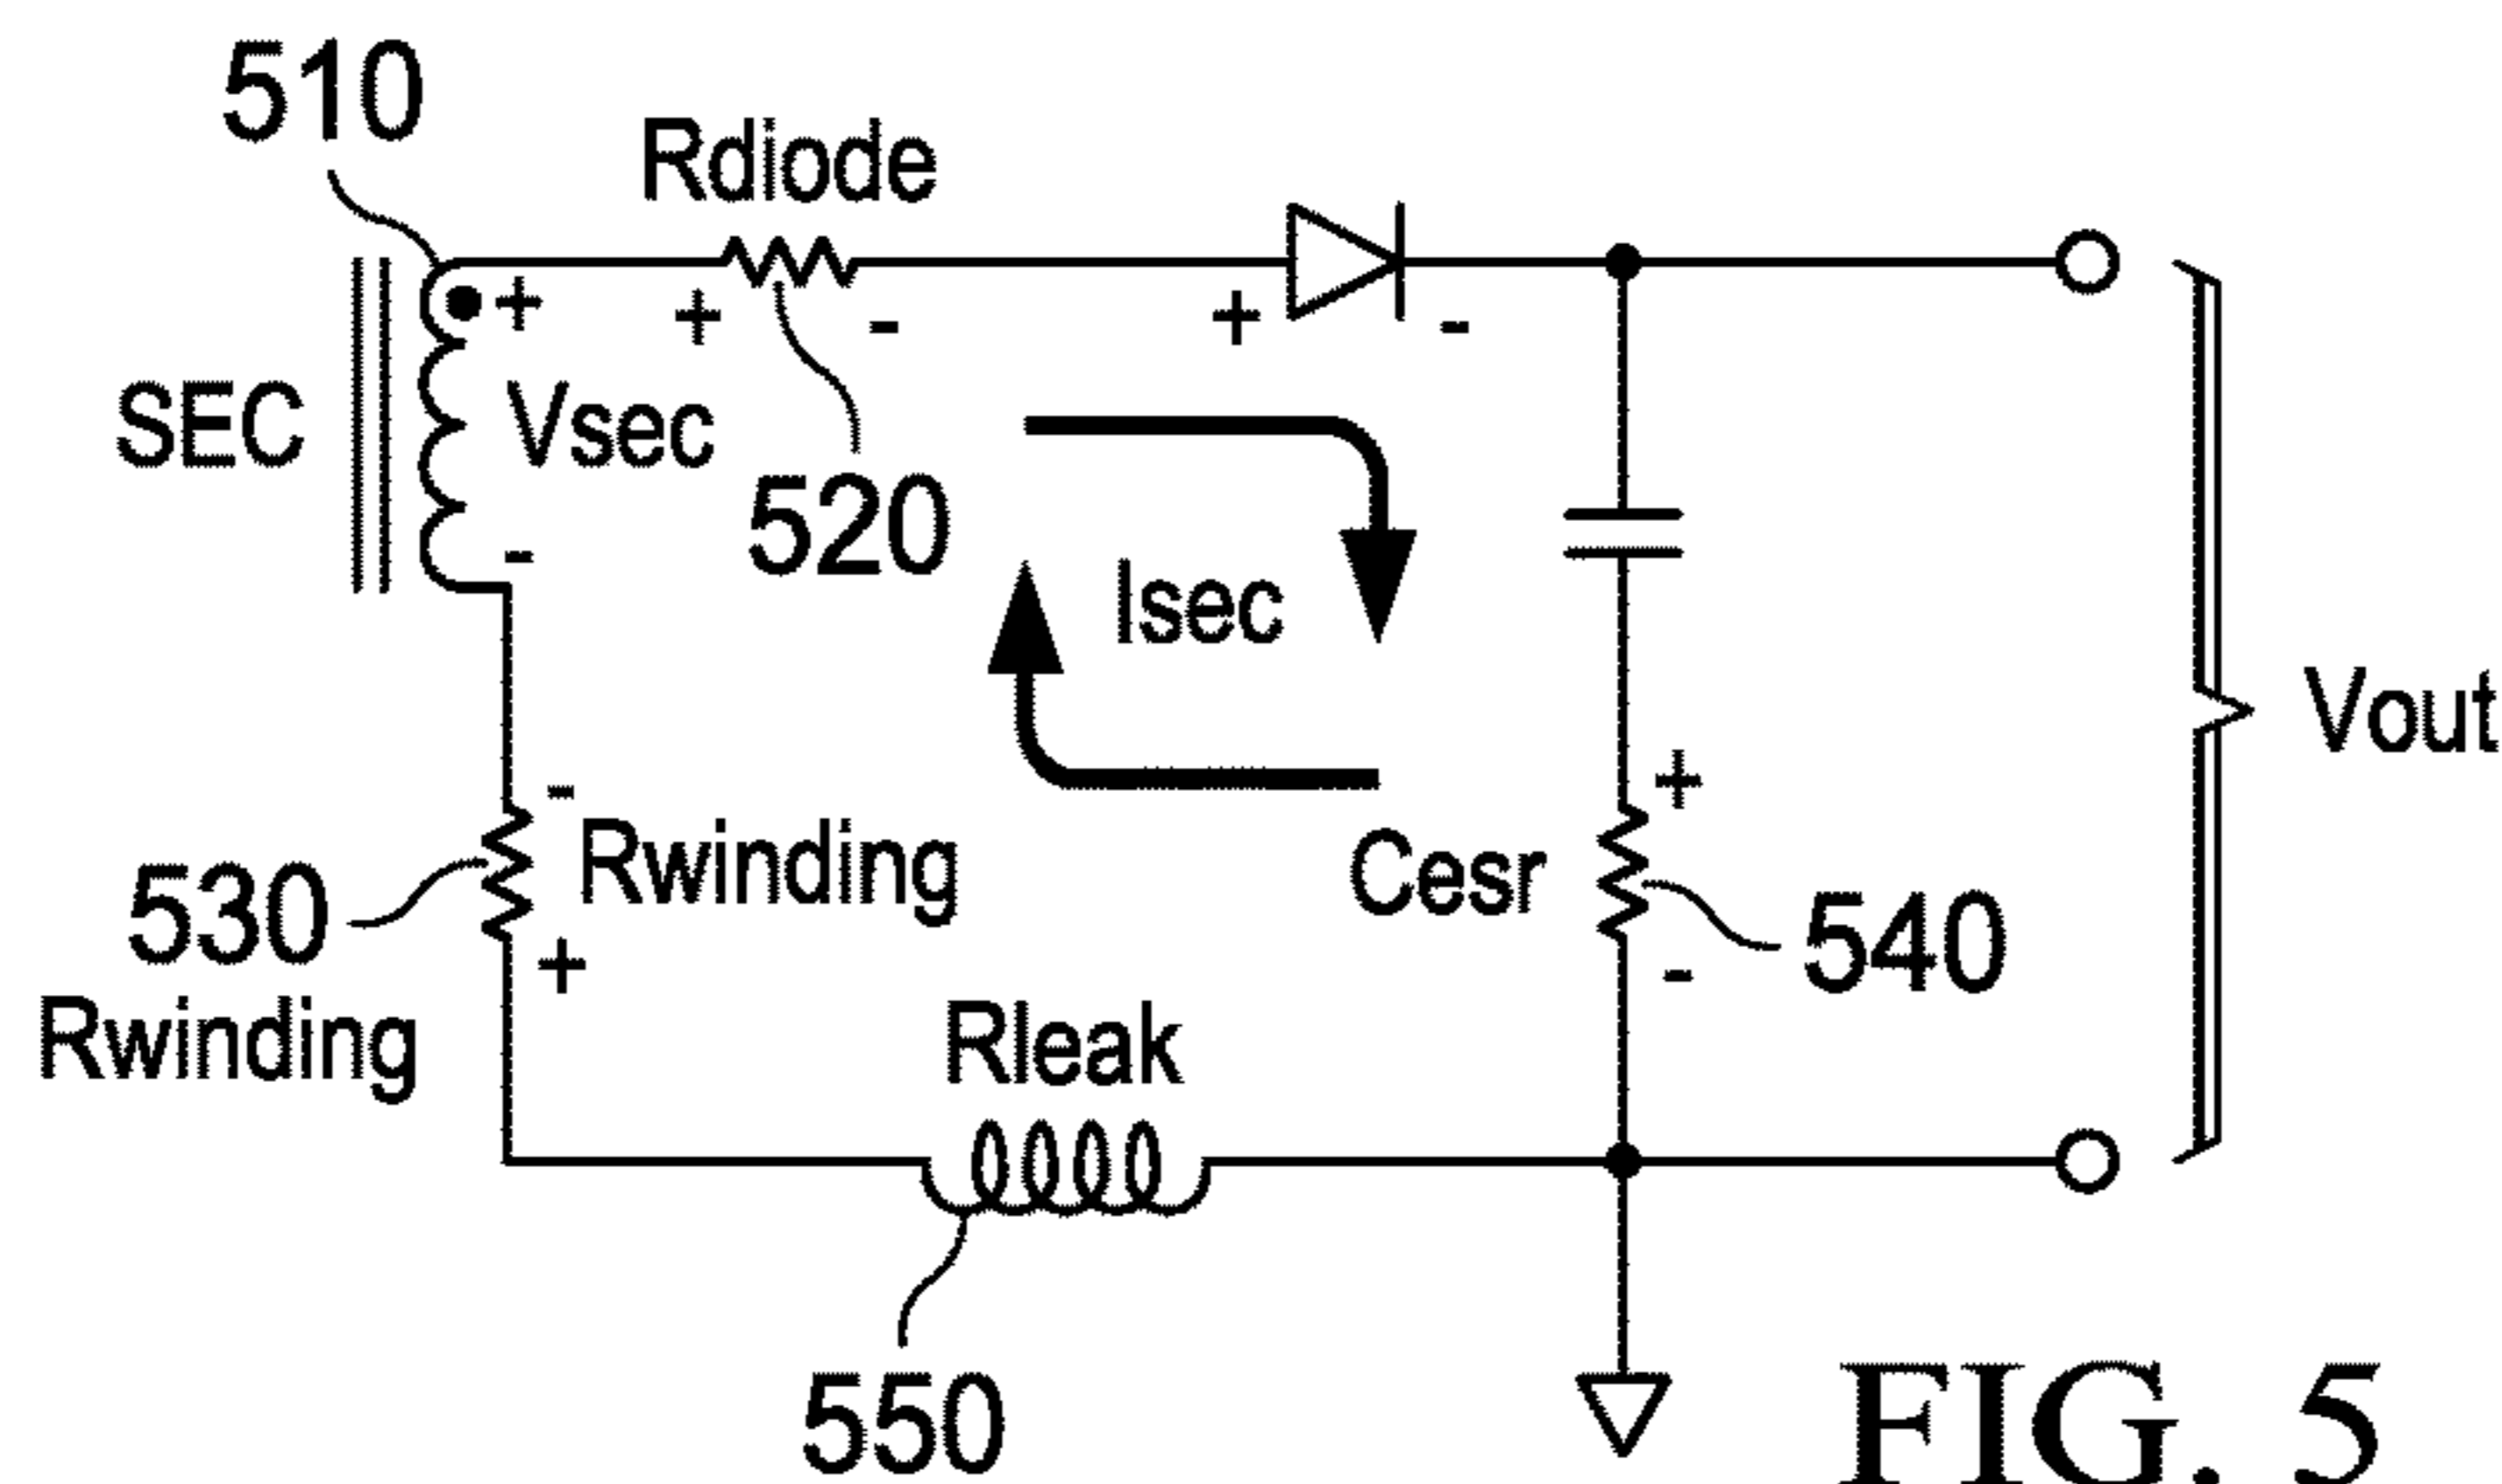 510
Rdiode
+
+
-
+
-
SEC
Vsec
520
-
Isec
Vout
-
Rwinding
+
Cesr
530
540
+
-
Rwinding
Rleak
550
FIG. 5